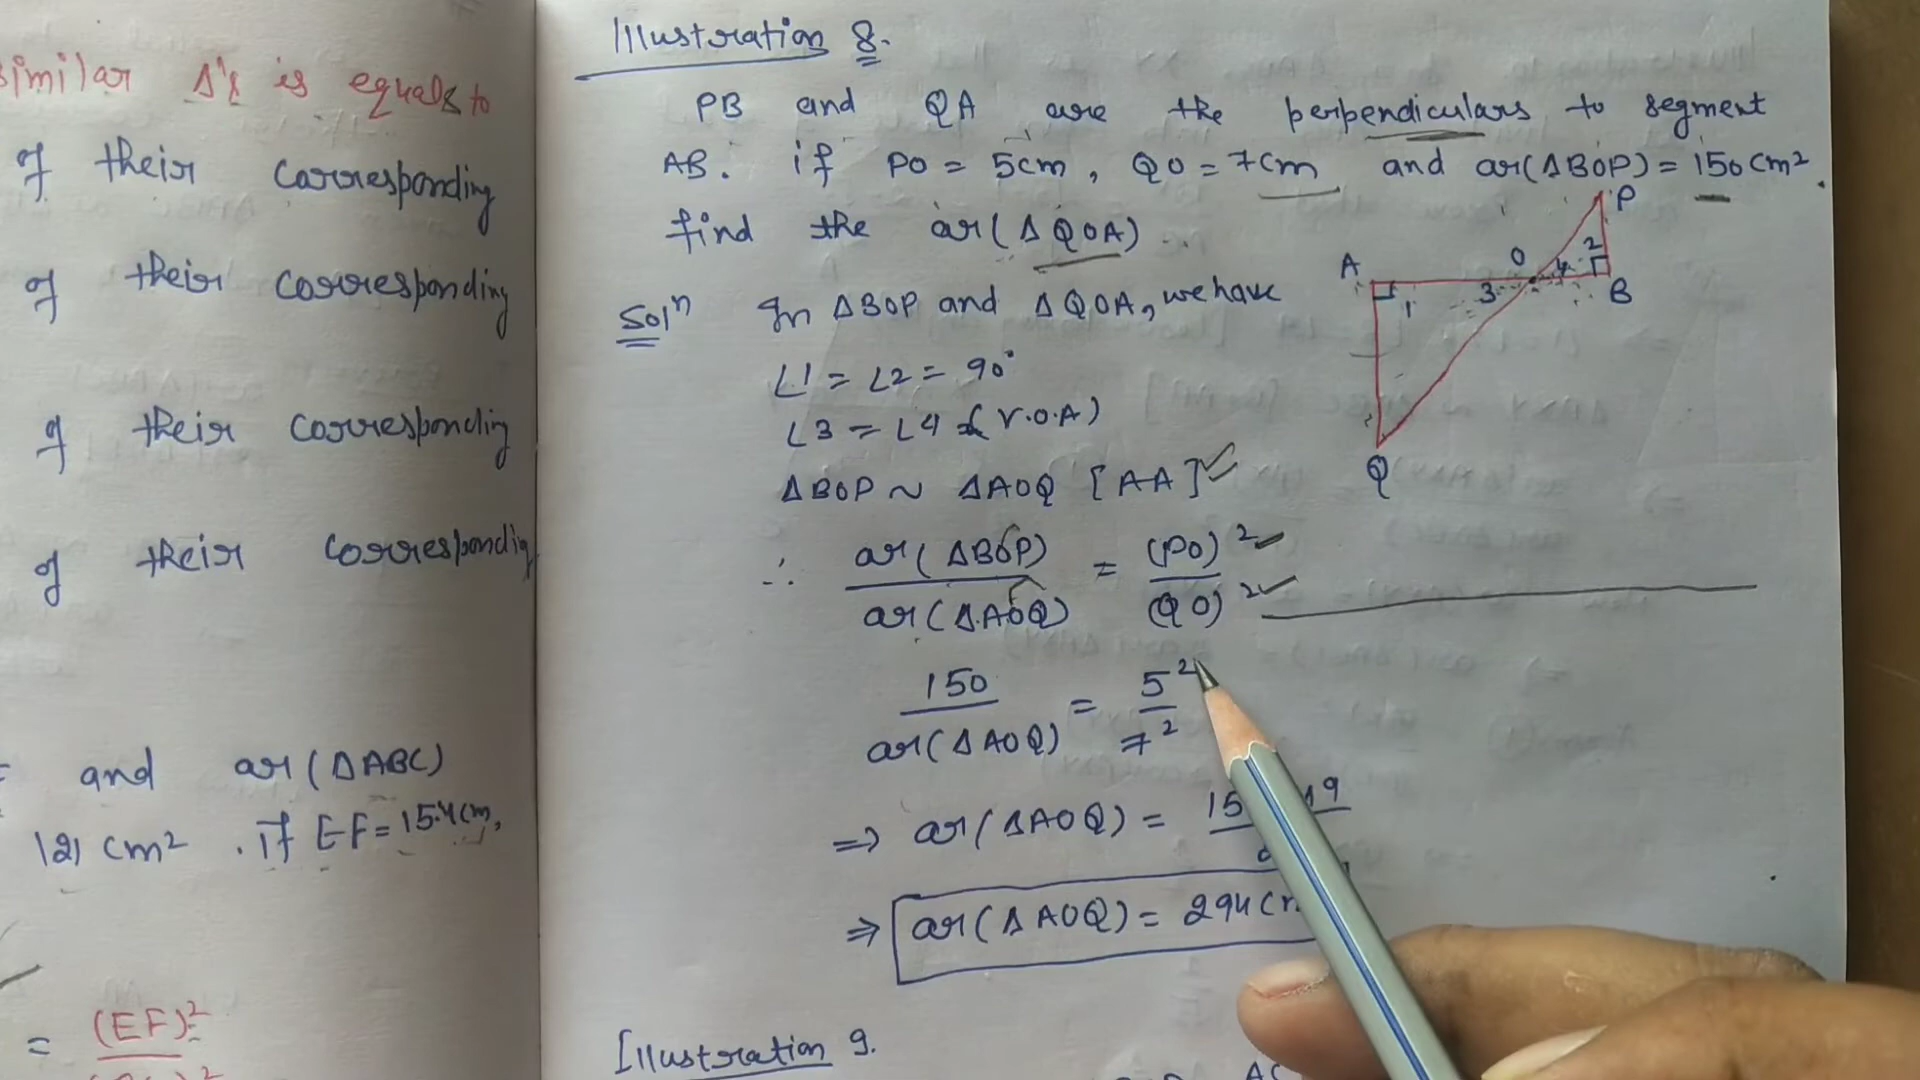 similar Δ's is equals to
of their corresponding
of their corresponding
of their corresponding
of their corresponding
and ar(ΔABC)
121 cm². If EF=15.4cm,
= (EF)²
Illustration 8.
PB and QA are the perpendiculars to segment
AB. if PO = 5cm, QO = 7cm and ar(ΔBOP) = 150 cm².
find the ar(ΔQOA)
P
2
O
4
A
1
3
B
Q
Solⁿ In ΔBOP and ΔQOA, we have
∠1 = ∠2 = 90°
∠3 = ∠4 (V.O.A)
ΔBOP ~ ΔAOQ [AA]
∴ ar(ΔBOP) / ar(ΔAOQ) = (PO)² / (QO)²
150 / ar(ΔAOQ) = 5² / 7²
⇒ ar(ΔAOQ) =
⇒ ar(ΔAOQ) = 294
Illustration 9.